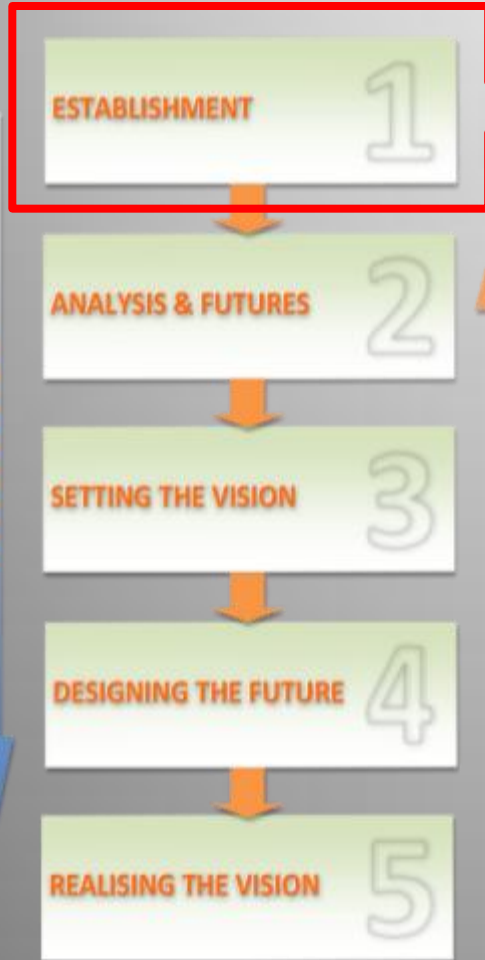 ESTABLISHMENT 1
ANALYSIS & FUTURES 2
SETTING THE VISION 3
DESIGNING THE FUTURE 4
REALISING THE VISION 5